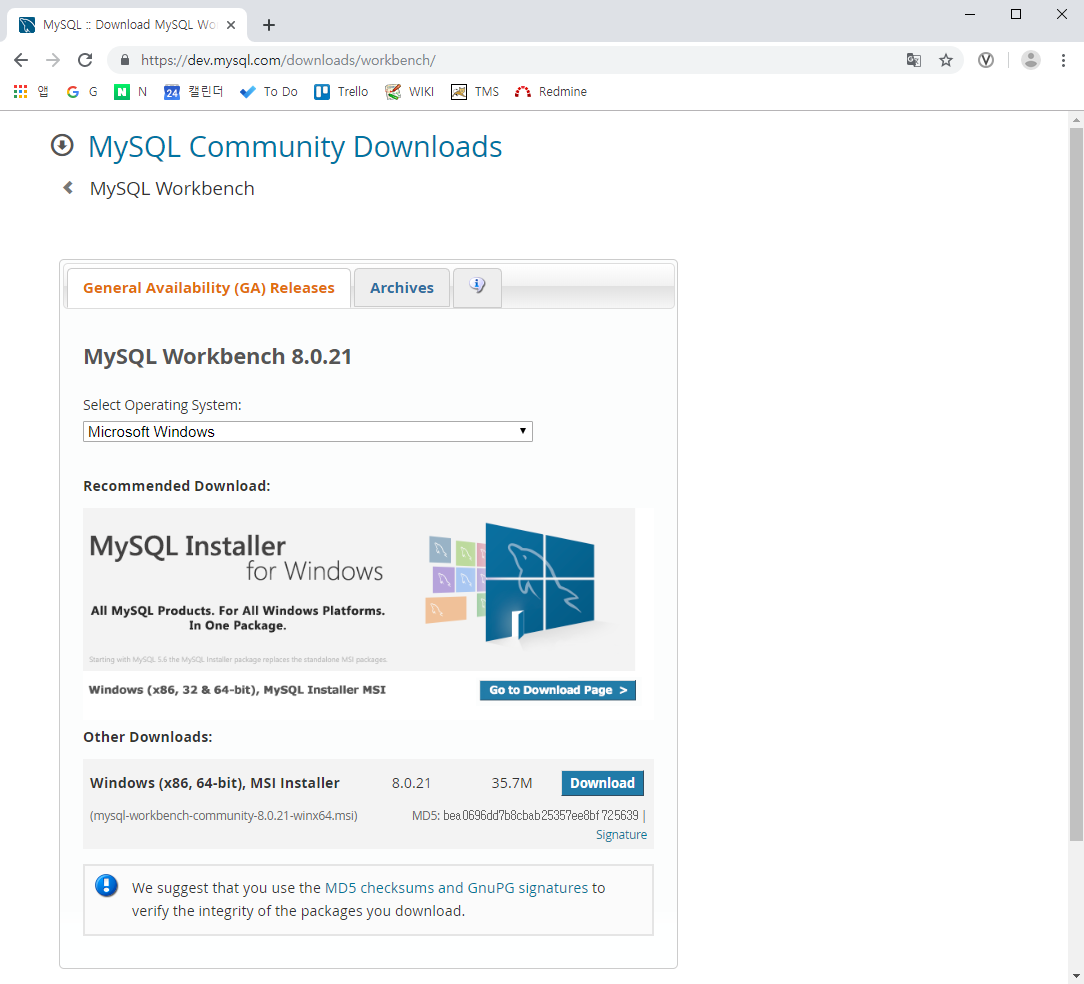 MySQL :: Download MySQL Wo
https://dev.mysql.com/downloads/workbench/
앱 G N 캘린더 To Do Trello WIKI TMS Redmine
MySQL Community Downloads
MySQL Workbench
General Availability (GA) Releases Archives
MySQL Workbench 8.0.21
Select Operating System:
Microsoft Windows
Recommended Download:
MySQL Installer
for Windows
All MySQL Products. For All Windows Platforms.
In One Package.
Starting with MySQL 5.6 the MySQL Installer package replaces the standalone MSI packages.
Windows (x86, 32 & 64-bit), MySQL Installer MSI Go to Download Page >
Other Downloads:
Windows (x86, 64-bit), MSI Installer 8.0.21 35.7M Download
(mysql-workbench-community-8.0.21-winx64.msi) MD5: bea0696dd7b8cbab25357ee8bf725639 |
Signature
We suggest that you use the MD5 checksums and GnuPG signatures to
verify the integrity of the packages you download.